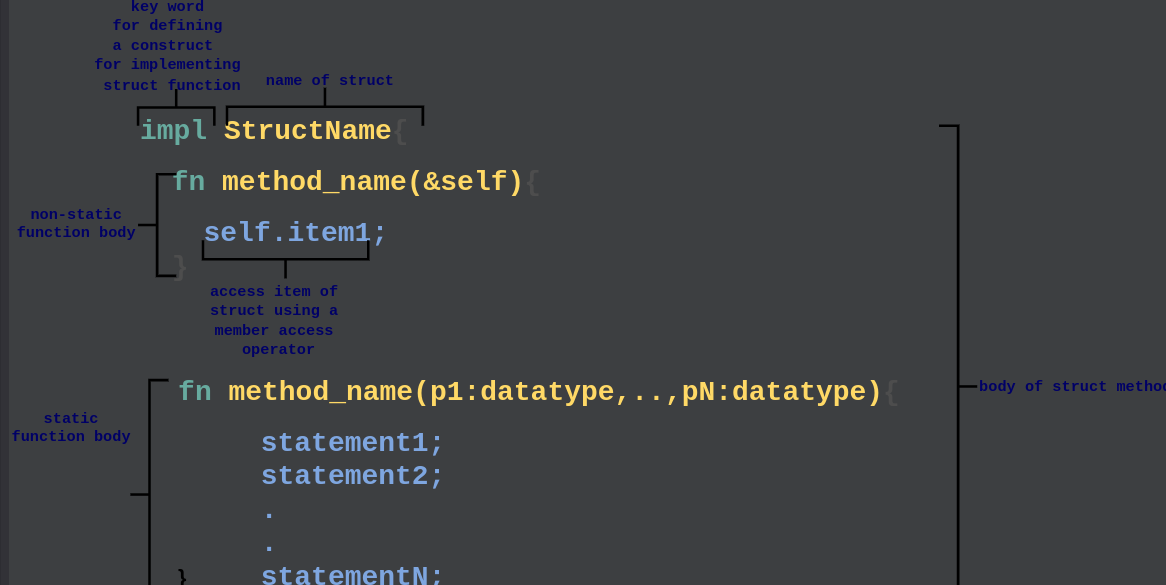 key word
for defining
a construct
for implementing
struct function
name of struct
impl StructName{
fn method_name(&self){
non-static
function body
self.item1;
}
access item of
struct using a
member access
operator
fn method_name(p1:datatype,..,pN:datatype){
body of struct method
static
function body
statement1;
statement2;
.
.
statementN;
}